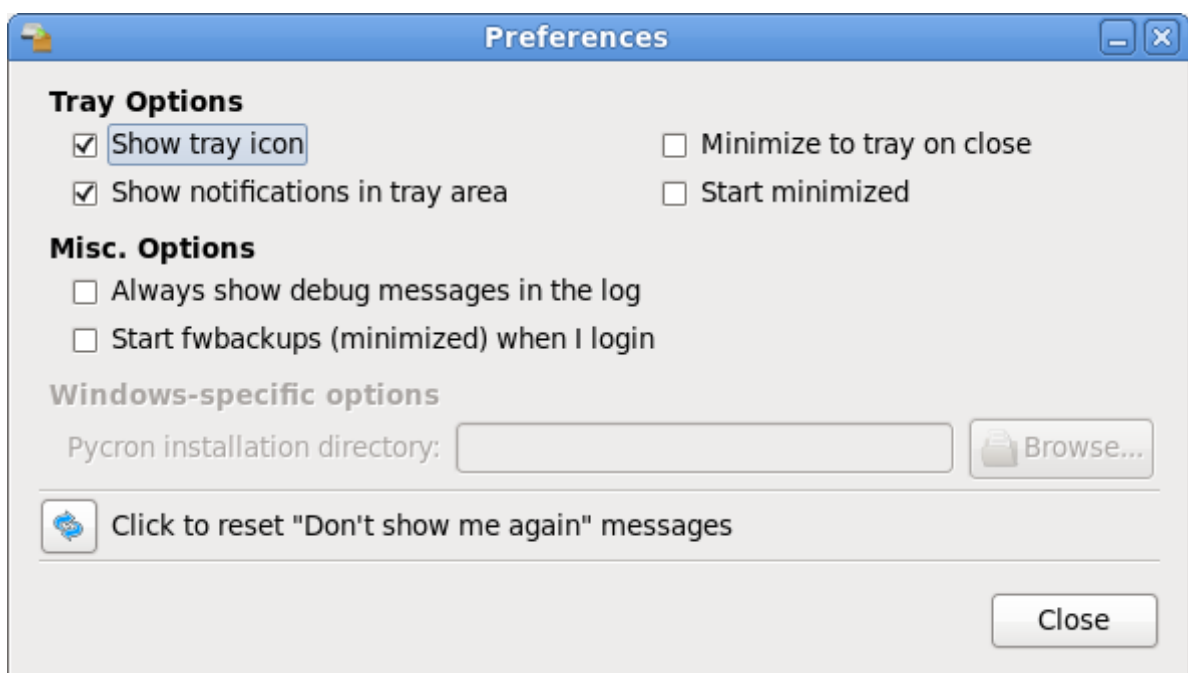 Preferences
Tray Options
Show tray icon
Minimize to tray on close
Show notifications in tray area
Start minimized
Misc. Options
Always show debug messages in the log
Start fwbackups (minimized) when I login
Windows-specific options
Pycron installation directory:
Browse...
Click to reset "Don't show me again" messages
Close